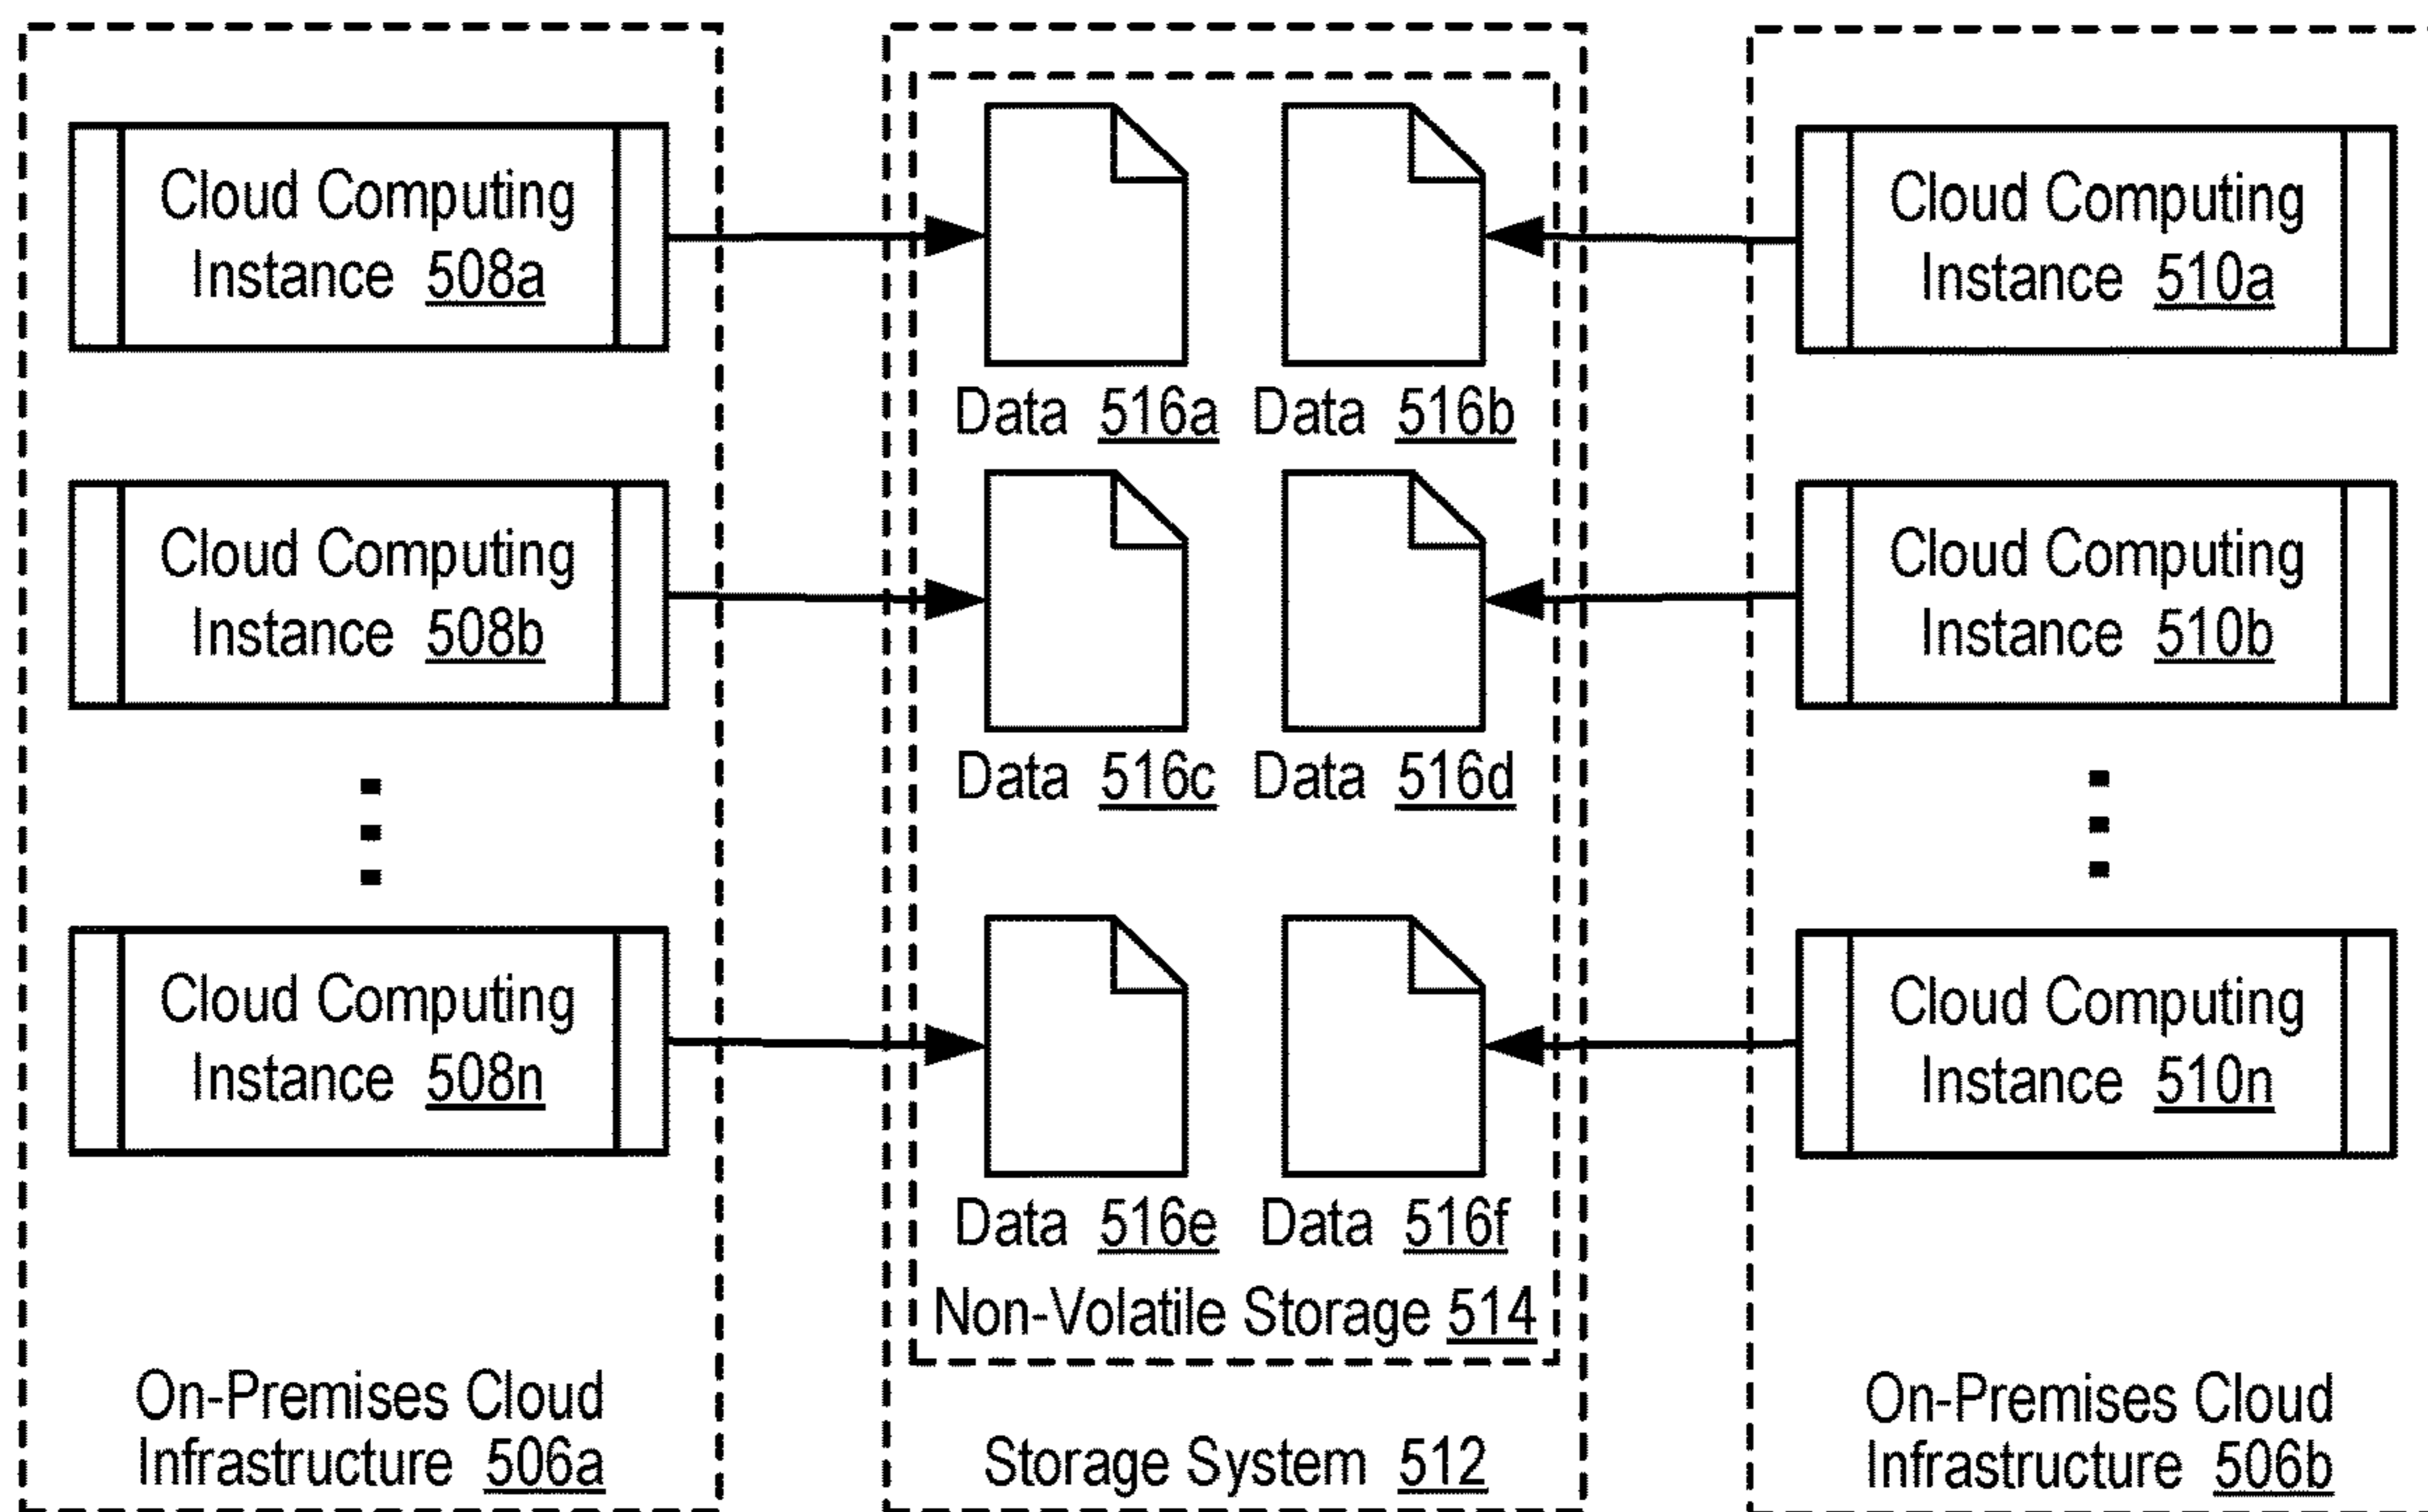 Cloud Computing
Instance 508a
Cloud Computing
Instance 508b
Cloud Computing
Instance 508n
On-Premises Cloud
Infrastructure 506a
Data 516a Data 516b
Data 516c Data 516d
Data 516e Data 516f
Non-Volatile Storage 514
Storage System 512
Cloud Computing
Instance 510a
Cloud Computing
Instance 510b
Cloud Computing
Instance 510n
On-Premises Cloud
Infrastructure 506b